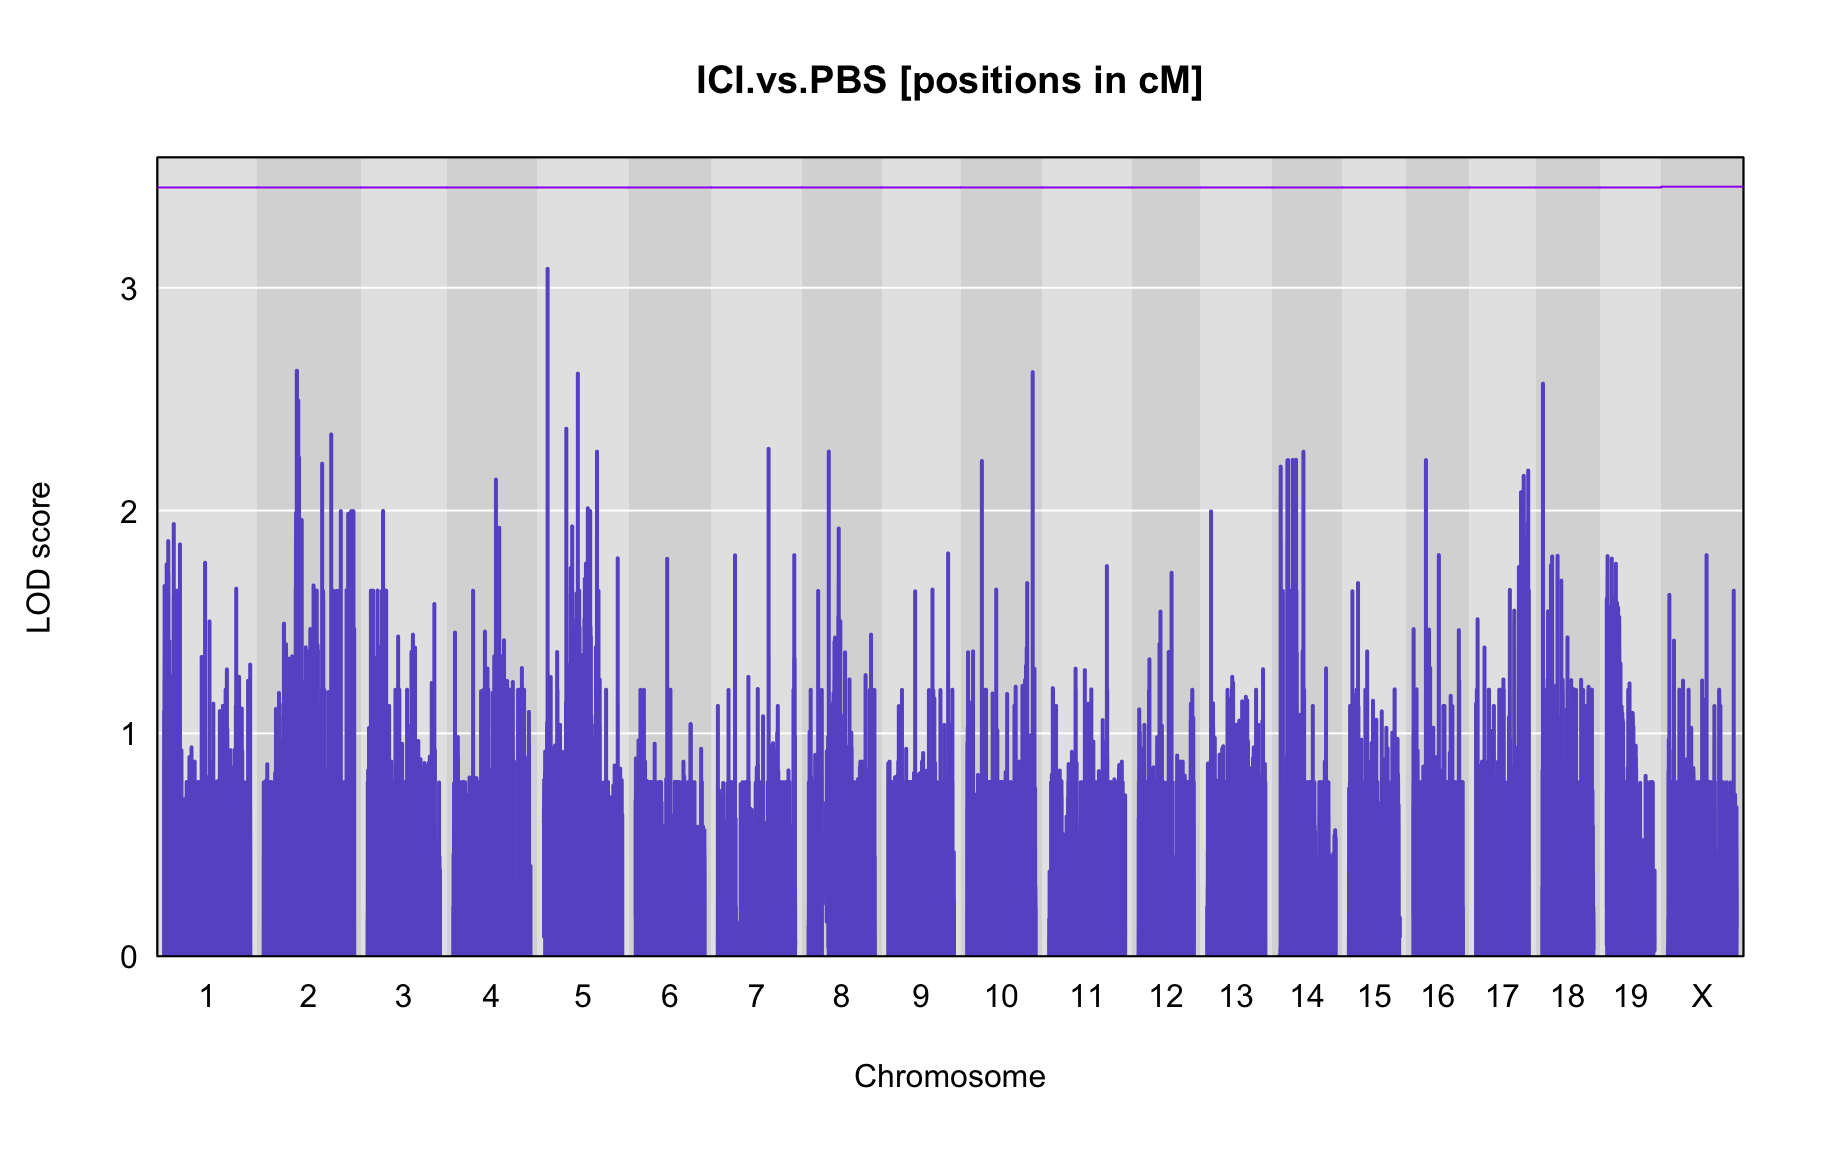 ICI.vs.PBS [positions in cM]
LOD score
3
2
1
0
1 2 3 4 5 6 7 8 9 10 11 12 13 14 15 16 17 18 19 X
Chromosome